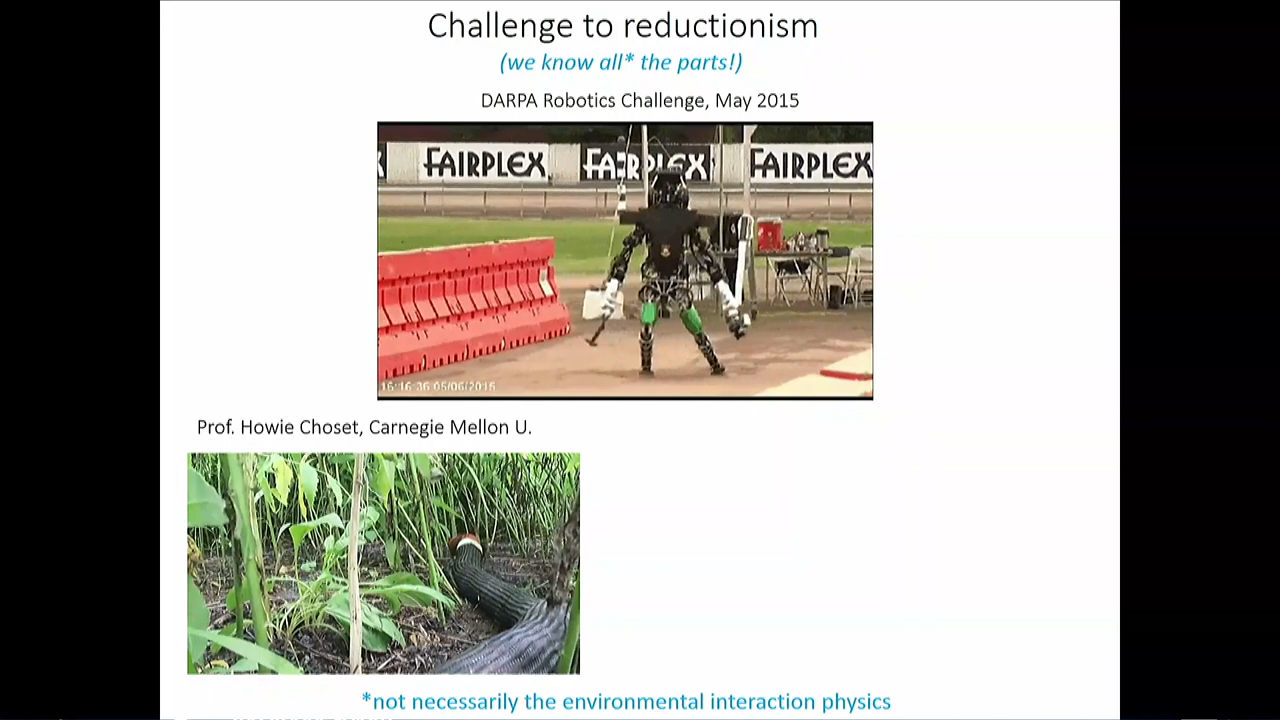 Challenge to reductionism
(we know all* the parts!)
DARPA Robotics Challenge, May 2015
FAIRPLEX FAIRPLEX FAIRPLEX
16:16:36 05/06/2015
Prof. Howie Choset, Carnegie Mellon U.
*not necessarily the environmental interaction physics